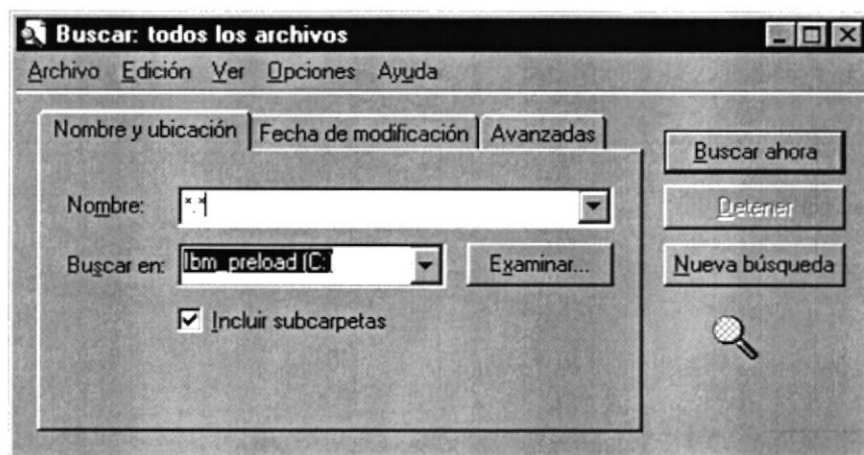 Buscar: todos los archivos
Archivo Edición Ver Opciones Ayuda
Nombre y ubicación Fecha de modificación Avanzadas
Buscar ahora
Nombre: *.*
Detener
Buscar en: Ibm_preload (C:) Examinar...
Nueva búsqueda
Incluir subcarpetas